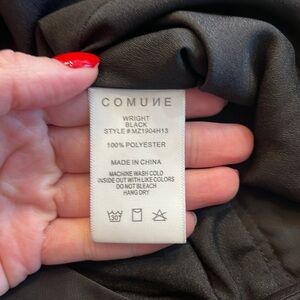 COMUNE
WRIGHT
BLACK
STYLE # MZ1904H13
100% POLYESTER
MADE IN CHINA
MACHINE WASH COLD
INSIDE OUT WITH LIKE COLORS
DO NOT BLEACH
HANG DRY
30